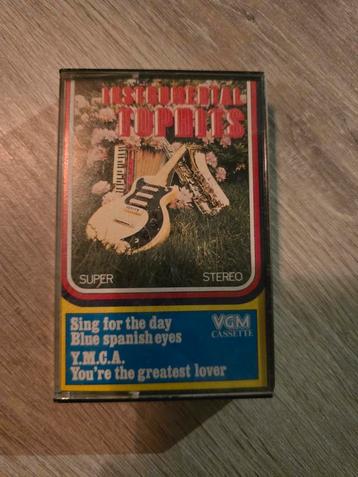 INSTRUMENTAL
TOPHITS
SUPER STEREO
Sing for the day
Blue spanish eyes
Y.M.C.A.
You're the greatest lover
VGM
CASSETTE